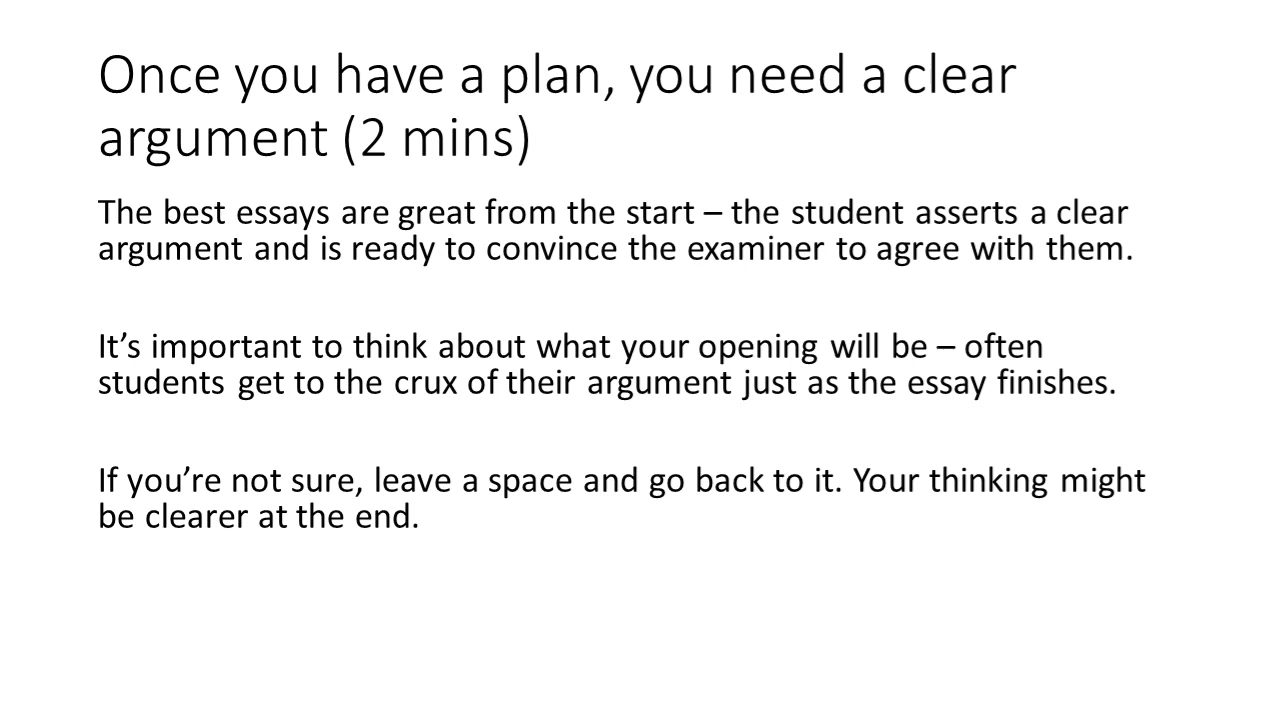 Once you have a plan, you need a clear
argument (2 mins)
The best essays are great from the start – the student asserts a clear
argument and is ready to convince the examiner to agree with them.
It’s important to think about what your opening will be – often
students get to the crux of their argument just as the essay finishes.
If you’re not sure, leave a space and go back to it. Your thinking might
be clearer at the end.